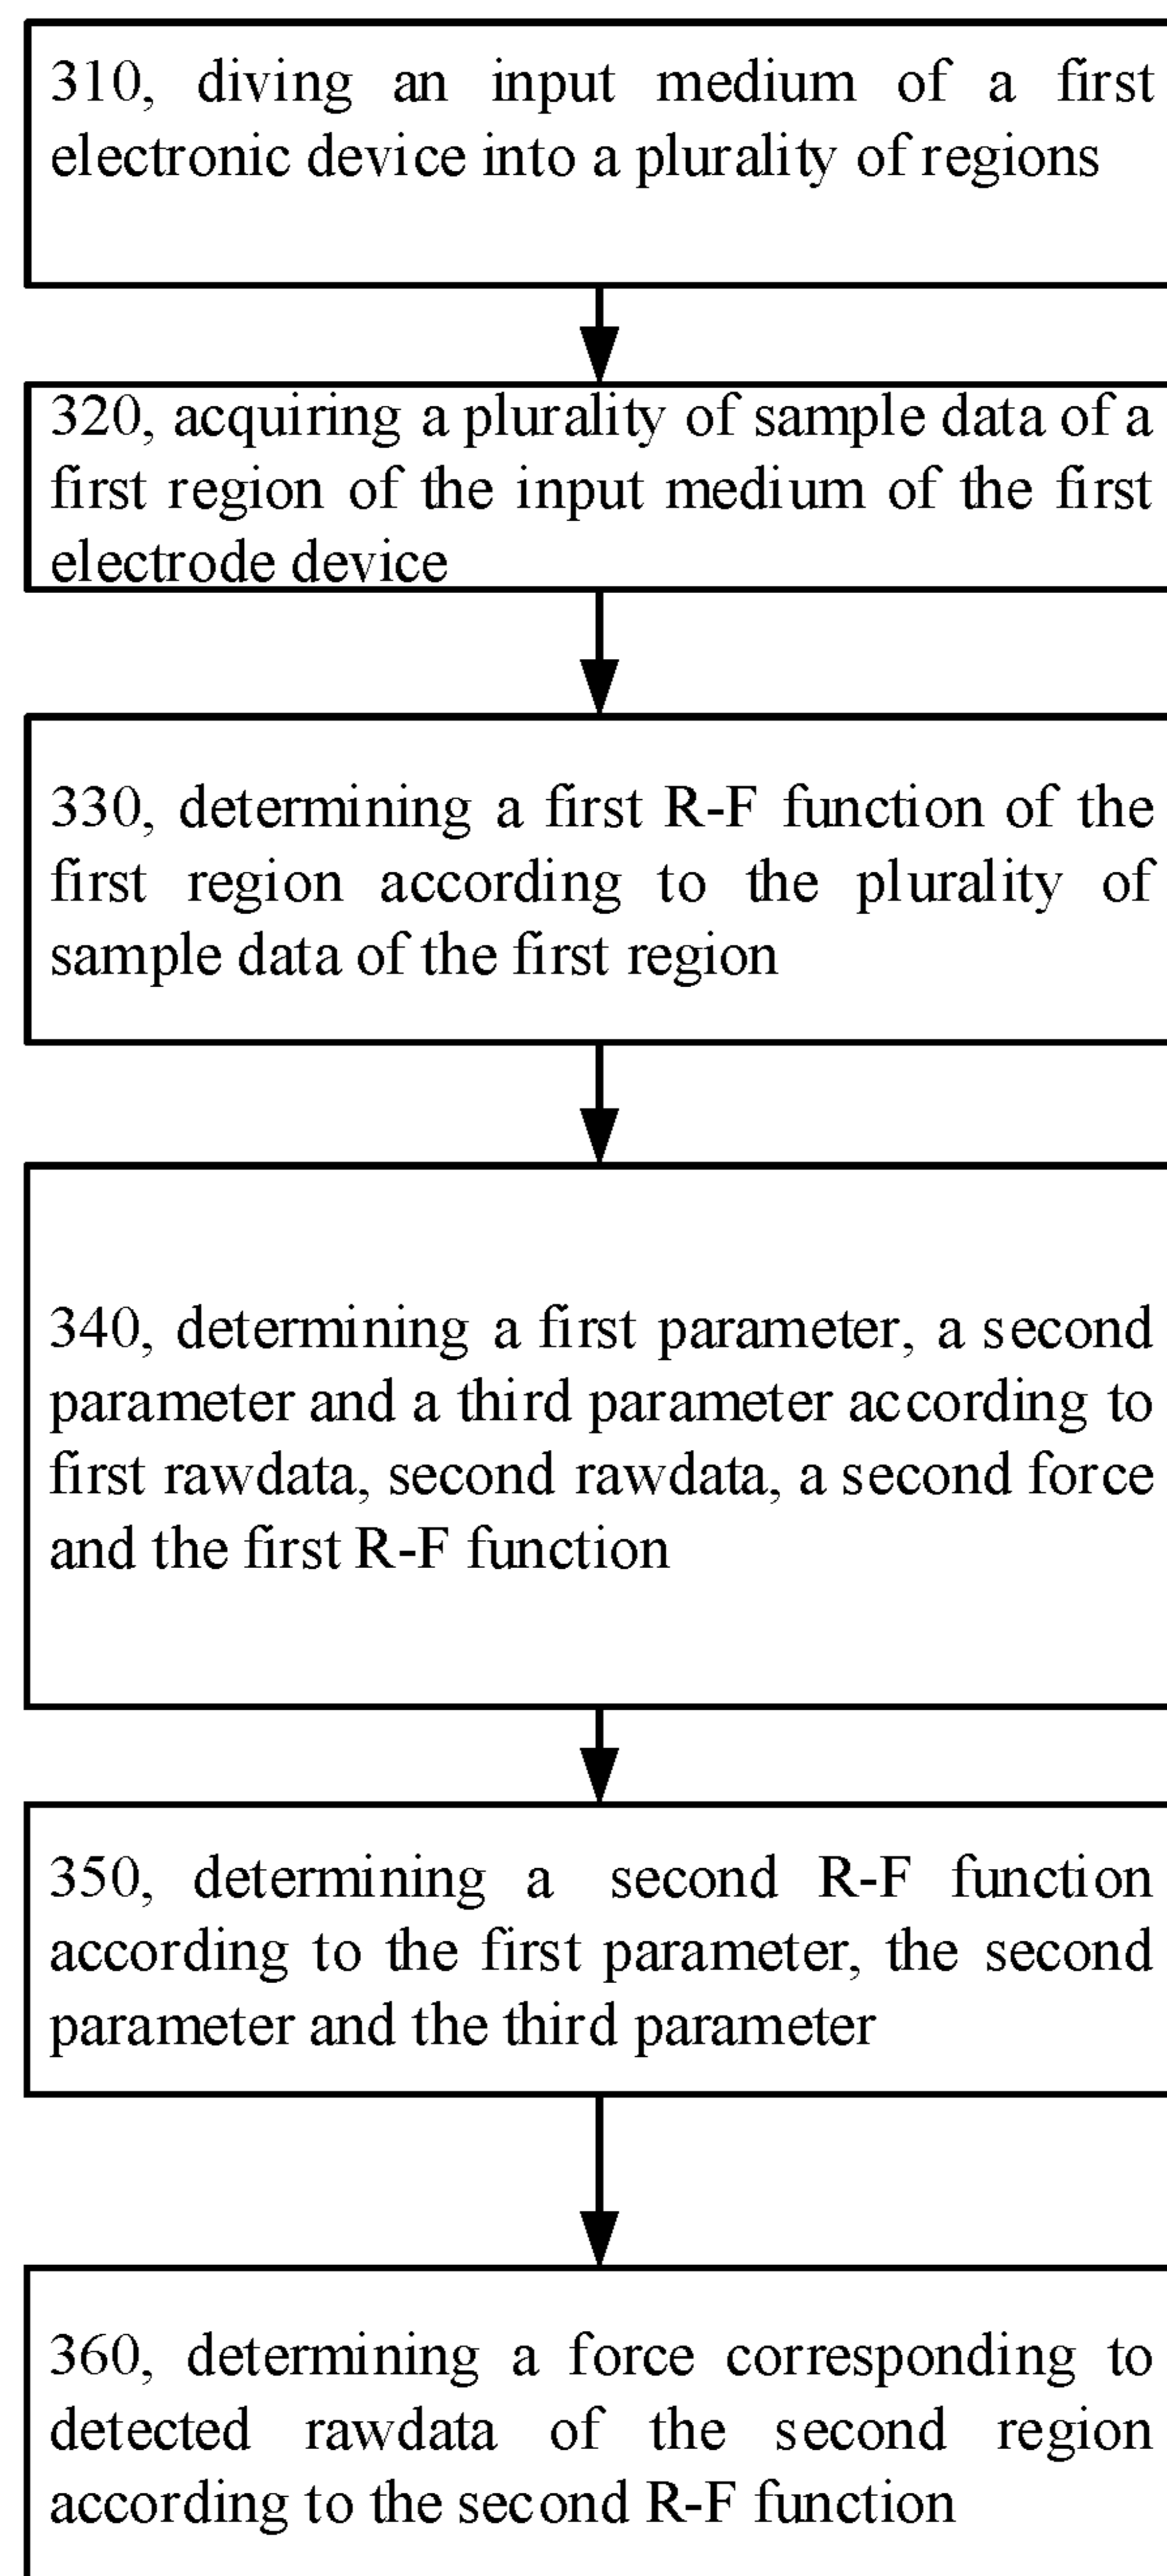 310, diving an input medium of a first
electronic device into a plurality of regions
320, acquiring a plurality of sample data of a
first region of the input medium of the first
electrode device
330, determining a first R-F function of the
first region according to the plurality of
sample data of the first region
340, determining a first parameter, a second
parameter and a third parameter according to
first rawdata, second rawdata, a second force
and the first R-F function
350, determining a second R-F function
according to the first parameter, the second
parameter and the third parameter
360, determining a force corresponding to
detected rawdata of the second region
according to the second R-F function